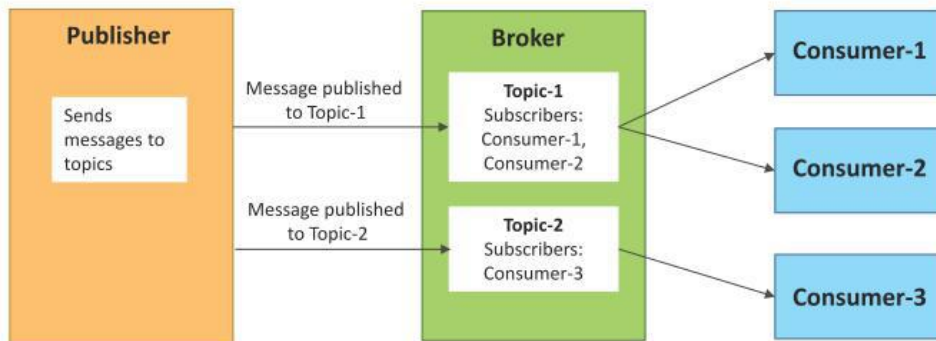 Publisher
Sends
messages to
topics
Message published
to Topic-1
Message published
to Topic-2
Broker
Topic-1
Subscribers:
Consumer-1,
Consumer-2
Topic-2
Subscribers:
Consumer-3
Consumer-1
Consumer-2
Consumer-3